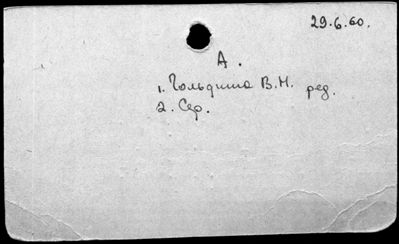 29.6.60.
А.
1. Гольдина В.М. ред.
2. Сер.